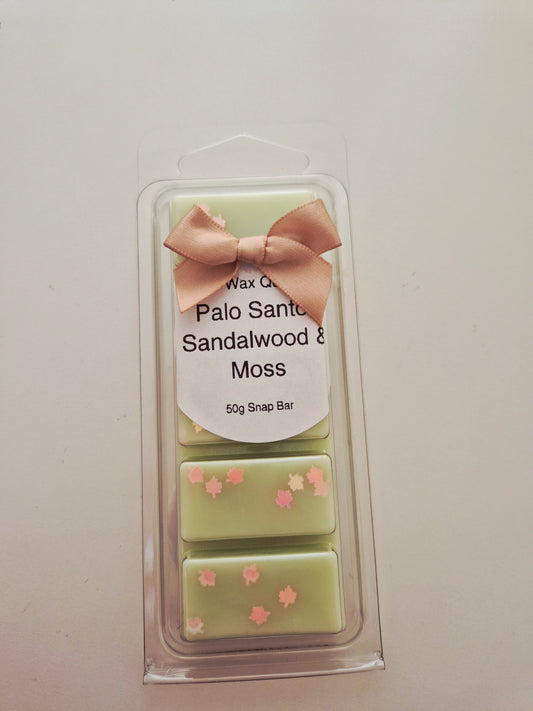 Wax
Palo Santo
Sandalwood &
Moss
50g Snap Bar